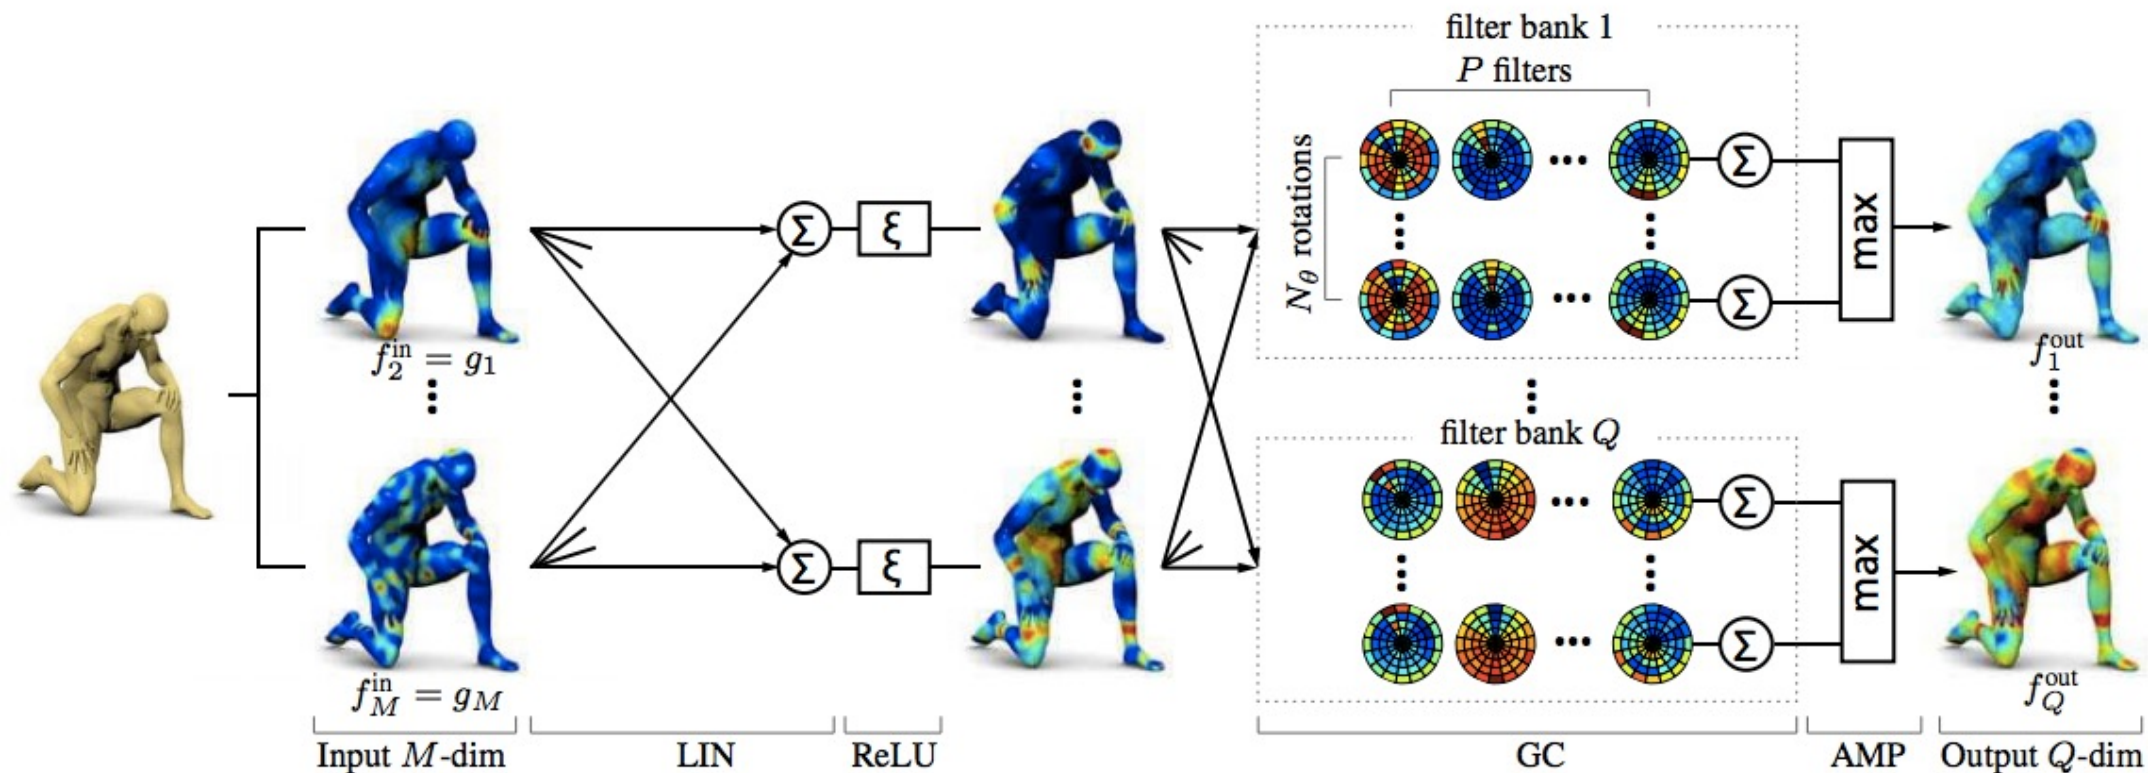 filter bank 1
P filters
N_θ rotations
Σ
Σ
max
Σ
ξ
f_2^in = g_1
f_1^out
filter bank Q
Σ
Σ
max
Σ
ξ
f_M^in = g_M
f_Q^out
Input M-dim
LIN
ReLU
GC
AMP
Output Q-dim